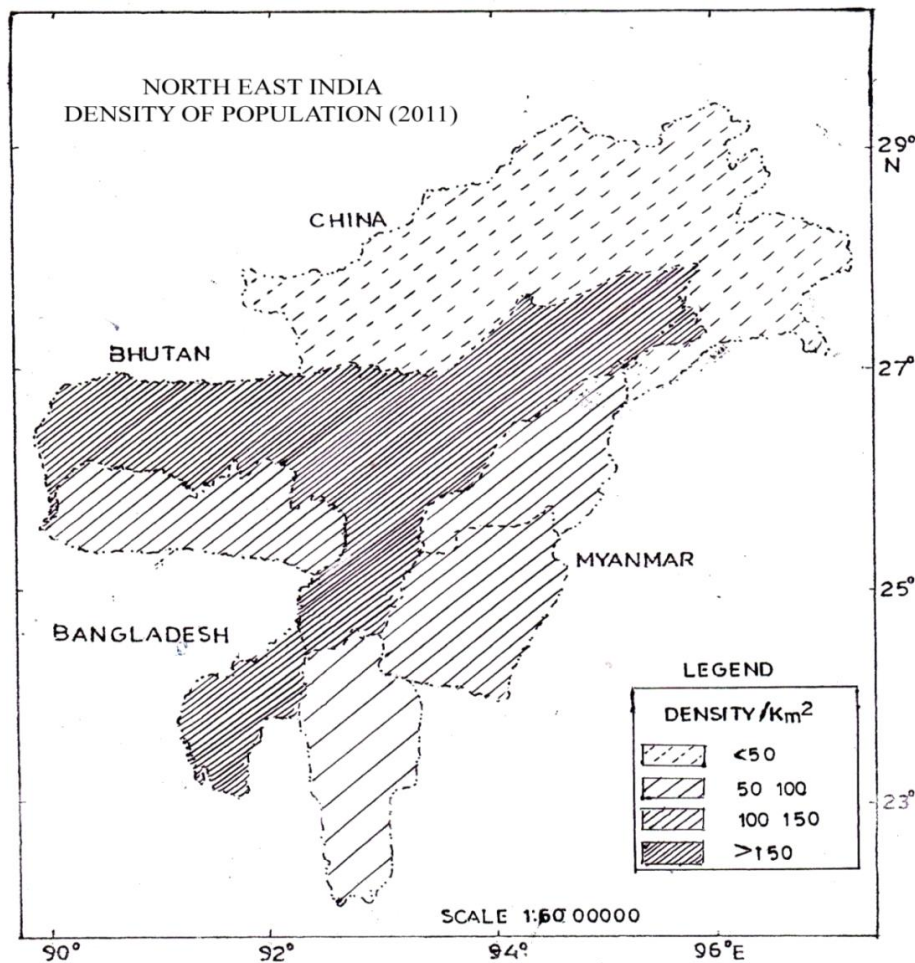 NORTH EAST INDIA
DENSITY OF POPULATION (2011)
29°
N
CHINA
BHUTAN
27°
MYANMAR
25°
BANGLADESH
LEGEND
DENSITY/Km²
<50
50 100
100 150
>150
23°
SCALE 1:60 00000
90°
92°
94°
96°E